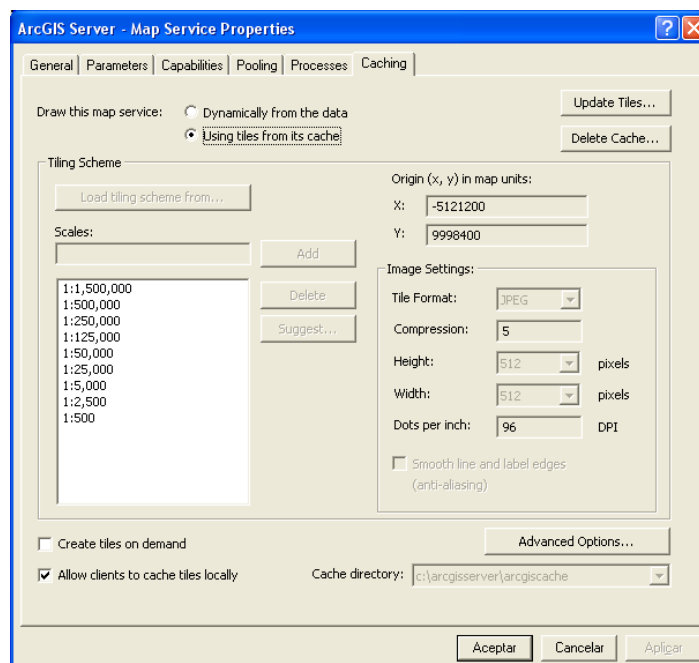 ArcGIS Server - Map Service Properties
General Parameters Capabilities Pooling Processes Caching
Draw this map service:
Dynamically from the data
Using tiles from its cache
Update Tiles...
Delete Cache...
Tiling Scheme
Load tiling scheme from...
Scales:
Add
Delete
Suggest...
1:1,500,000
1:500,000
1:250,000
1:125,000
1:50,000
1:25,000
1:5,000
1:2,500
1:500
Origin (x, y) in map units:
X: -5121200
Y: 9998400
Image Settings:
Tile Format: JPEG
Compression: 5
Height: 512 pixels
Width: 512 pixels
Dots per inch: 96 DPI
Smooth line and label edges
(anti-aliasing)
Create tiles on demand
Advanced Options...
Allow clients to cache tiles locally
Cache directory: c:\arcgisserver\arcgiscache
Aceptar Cancelar Aplicar